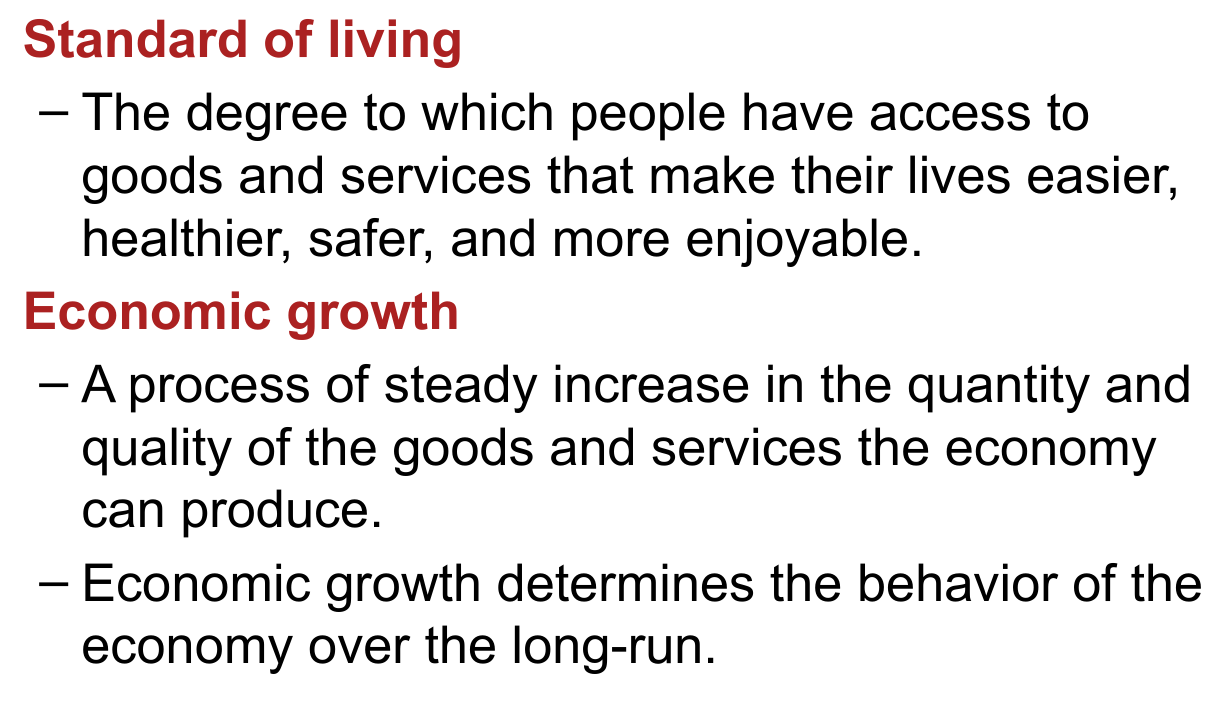 Standard of living
– The degree to which people have access to
goods and services that make their lives easier,
healthier, safer, and more enjoyable.
Economic growth
– A process of steady increase in the quantity and
quality of the goods and services the economy
can produce.
– Economic growth determines the behavior of the
economy over the long-run.